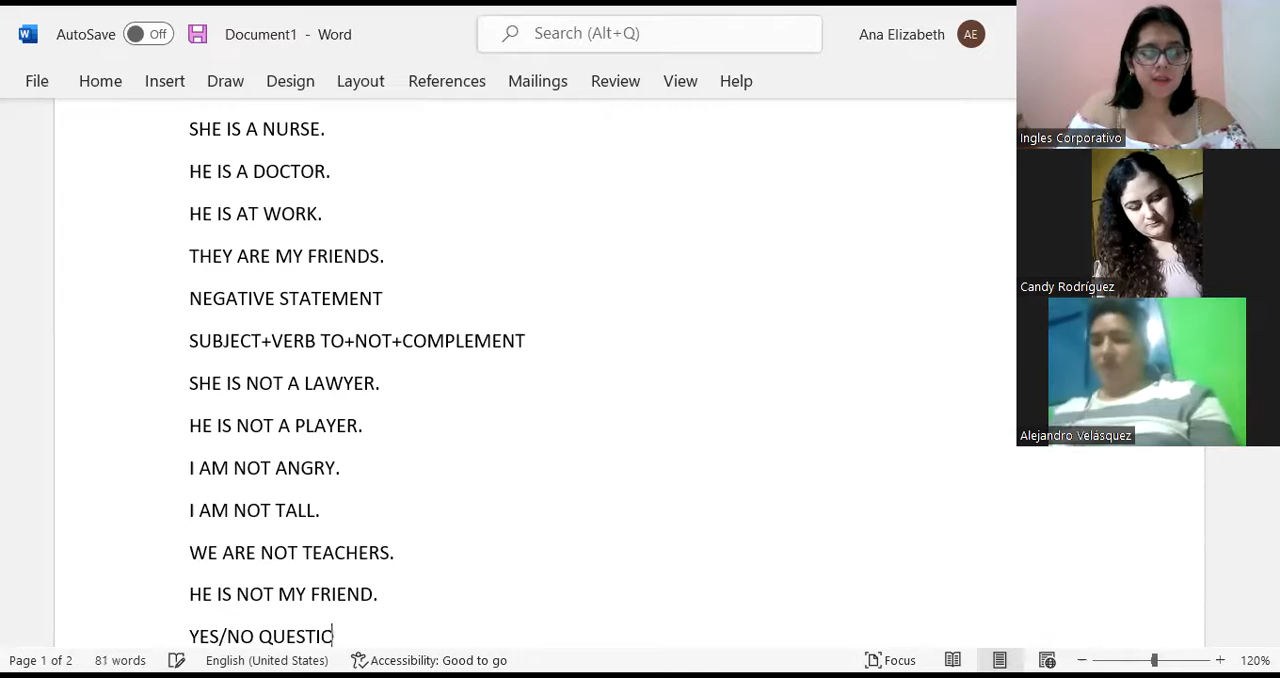 AutoSave Off Document1 - Word Search (Alt+Q) Ana Elizabeth AE
File Home Insert Draw Design Layout References Mailings Review View Help
SHE IS A NURSE.
HE IS A DOCTOR.
HE IS AT WORK.
THEY ARE MY FRIENDS.
NEGATIVE STATEMENT
SUBJECT+VERB TO+NOT+COMPLEMENT
SHE IS NOT A LAWYER.
HE IS NOT A PLAYER.
I AM NOT ANGRY.
I AM NOT TALL.
WE ARE NOT TEACHERS.
HE IS NOT MY FRIEND.
YES/NO QUESTIC
Page 1 of 2 81 words English (United States) Accessibility: Good to go Focus 120%
Ingles Corporativo
Candy Rodríguez
Alejandro Velásquez